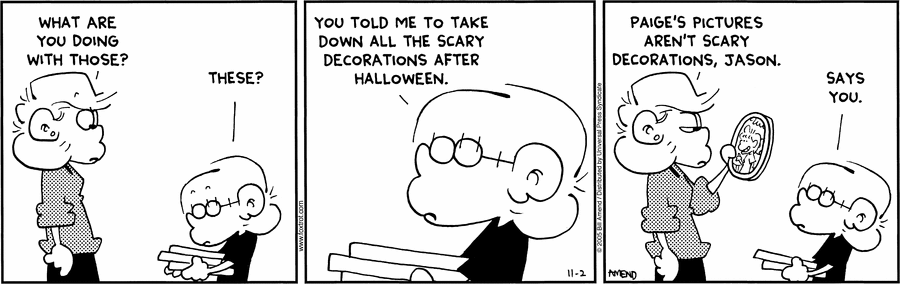 WHAT ARE
YOU DOING
WITH THOSE?
THESE?
www.foxtrot.com
YOU TOLD ME TO TAKE
DOWN ALL THE SCARY
DECORATIONS AFTER
HALLOWEEN.
11-2
© 2005 Bill Amend / Distributed by Universal Press Syndicate
PAIGE'S PICTURES
AREN'T SCARY
DECORATIONS, JASON.
SAYS
YOU.
AMEND